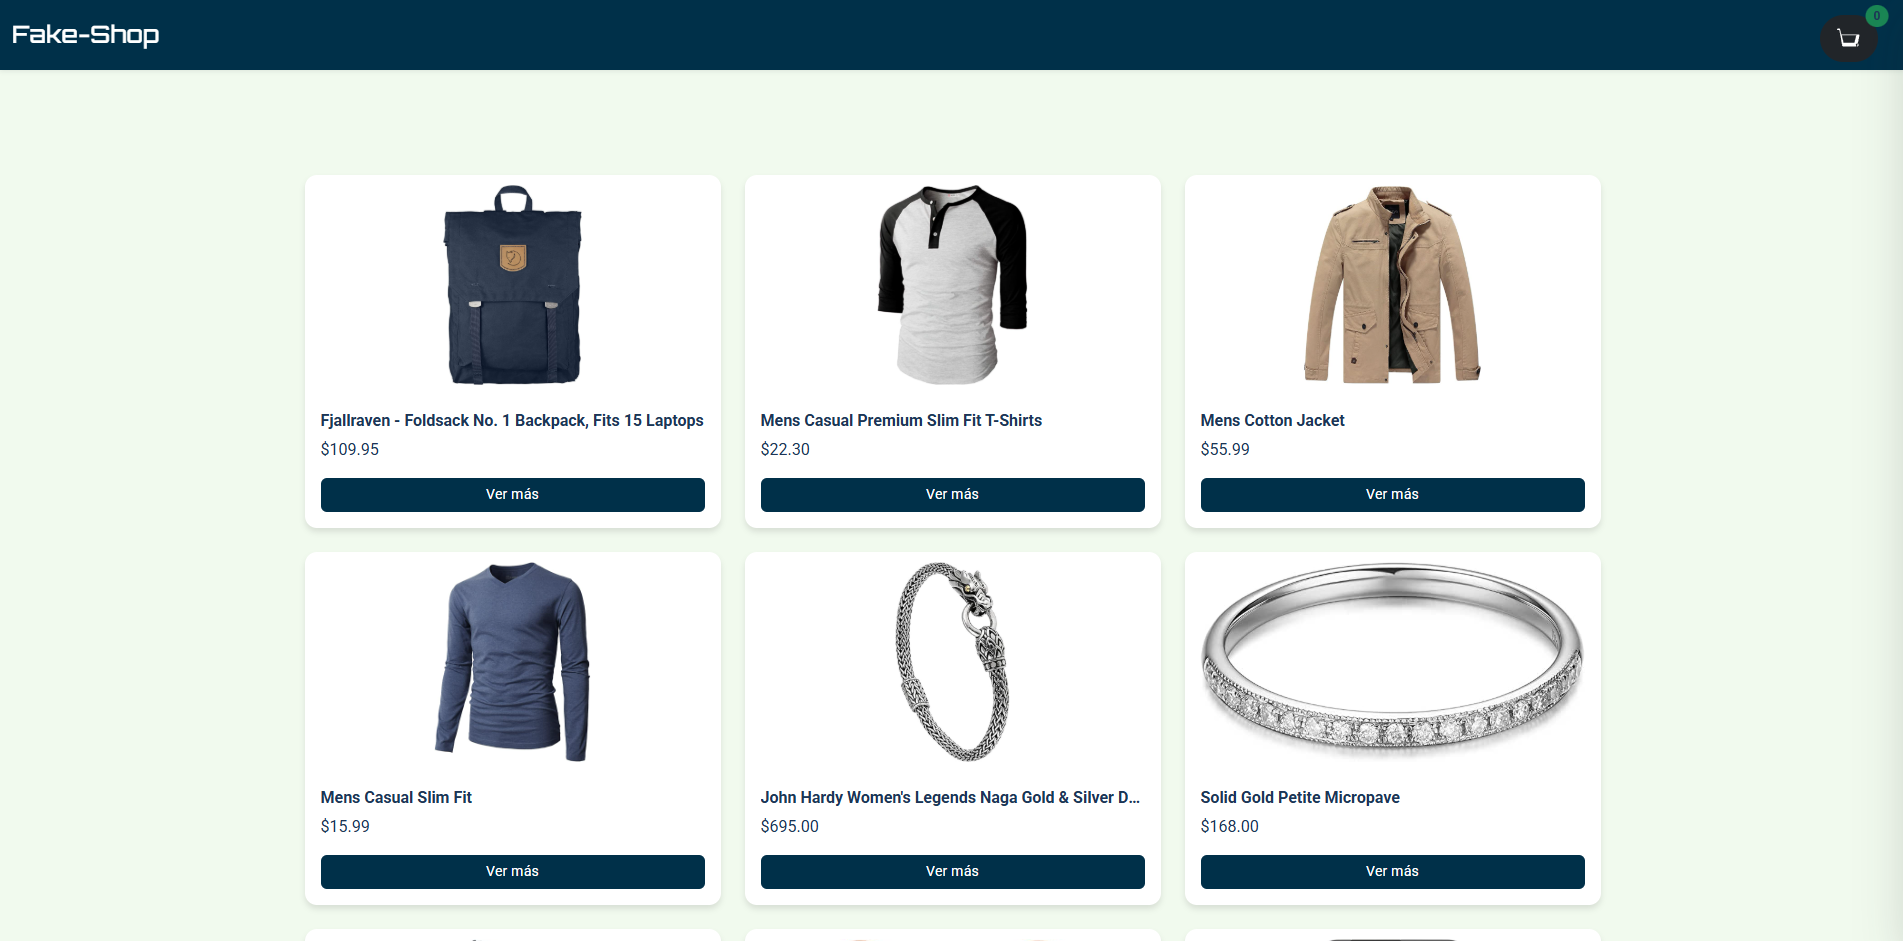 Fake-Shop
0
Fjallraven - Foldsack No. 1 Backpack, Fits 15 Laptops
$109.95
Ver más
Mens Casual Premium Slim Fit T-Shirts
$22.30
Ver más
Mens Cotton Jacket
$55.99
Ver más
Mens Casual Slim Fit
$15.99
Ver más
John Hardy Women's Legends Naga Gold & Silver D...
$695.00
Ver más
Solid Gold Petite Micropave
$168.00
Ver más